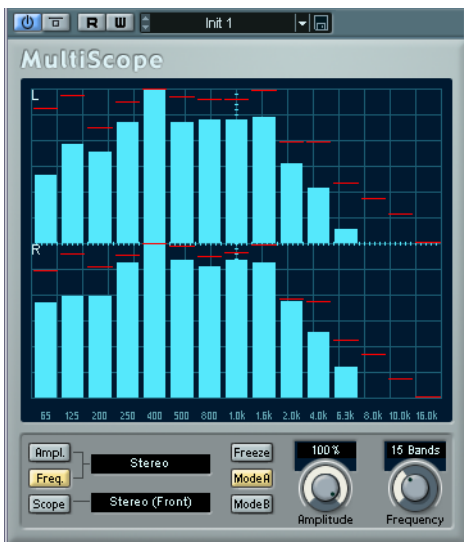 R W Init 1
MultiScope
L
R
65 125 200 250 400 500 800 1.0k 1.6k 2.0k 4.0k 6.3k 8.0k 10.0k 16.0k
Ampl. Stereo Freeze 100% 15 Bands
Freq. Mode A
Scope Stereo (Front) Mode B
Amplitude Frequency